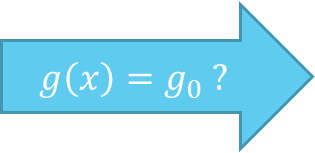 g(x) = g₀ ?